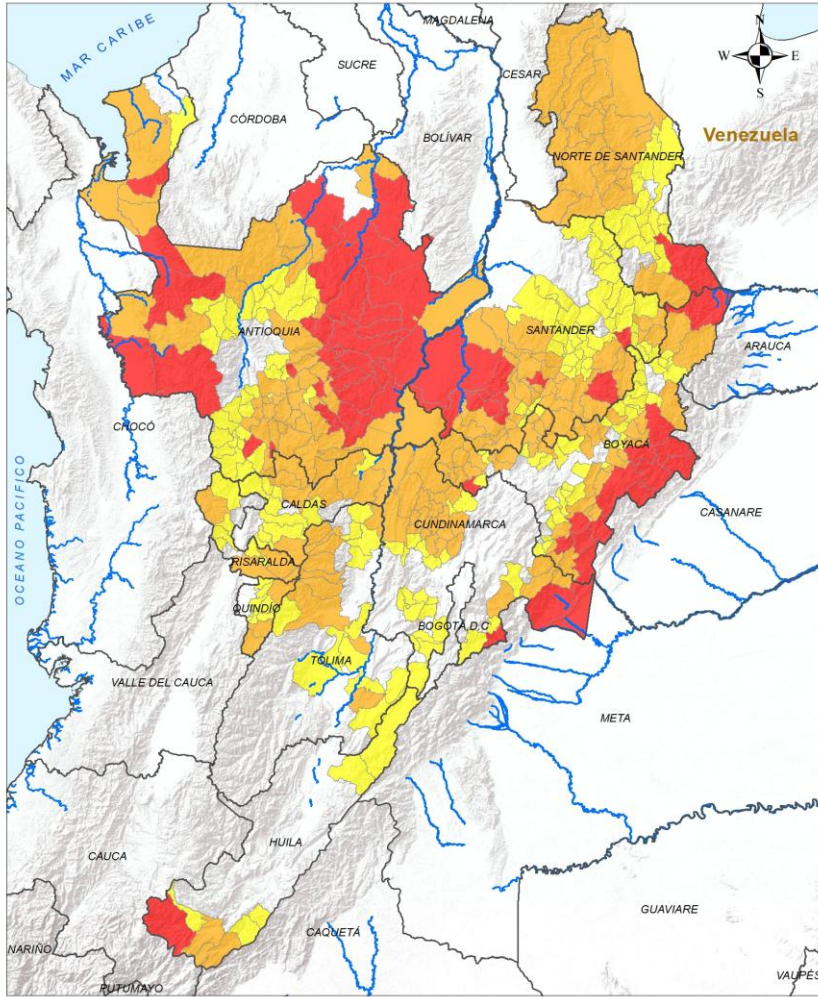 MAGDALENA
MAR CARIBE
N
W
E
S
SUCRE
CESAR
CÓRDOBA
BOLÍVAR
Venezuela
NORTE DE SANTANDER
ANTIOQUIA
SANTANDER
ARAUCA
CHOCÓ
BOYACÁ
OCEANO PACIFICO
CALDAS
CUNDINAMARCA
CASANARE
RISARALDA
QUINDÍO
BOGOTÁ D.C
TOLIMA
VALLE DEL CAUCA
META
HUILA
CAUCA
GUAVIARE
CAQUETÁ
NARIÑO
VAUPÉS
PUTUMAYO